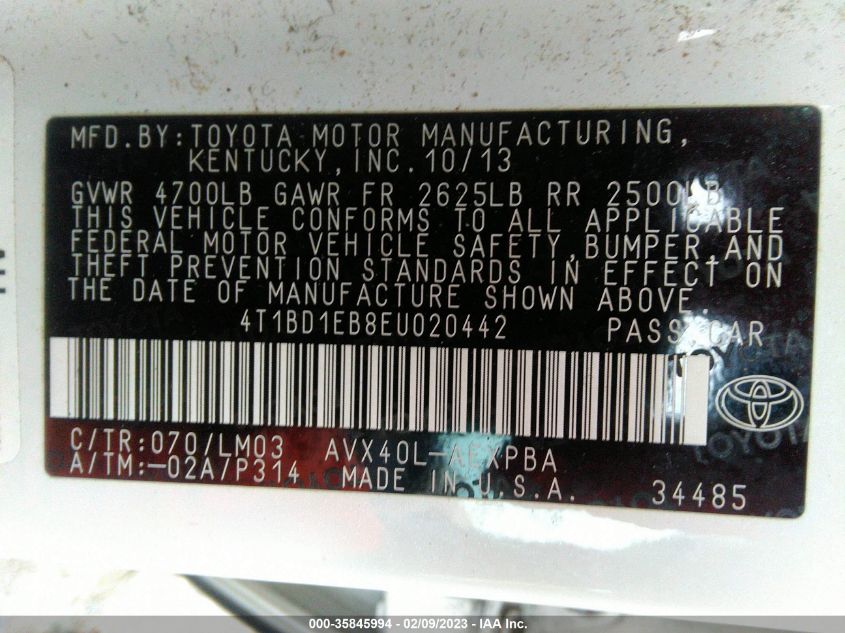 MFD.BY:TOYOTA MOTOR MANUFACTURING,
KENTUCKY,INC.10/13
GVWR 4700LB GAWR FR 2625LB RR 2500LB
THIS VEHICLE CONFORMS TO ALL APPLICABLE
FEDERAL MOTOR VEHICLE SAFETY,BUMPER,AND
THEFT PREVENTION STANDARDS IN EFFECT ON
THE DATE OF MANUFACTURE SHOWN ABOVE.
4T1BD1EB8EU020442 PASS.CAR
C/TR:070/LM03 AVX40L-AEXPBA
A/TM:-02A/P314 MADE IN U.S.A. 34485
TOYOTA
000-35845994 - 02/09/2023 - IAA Inc.